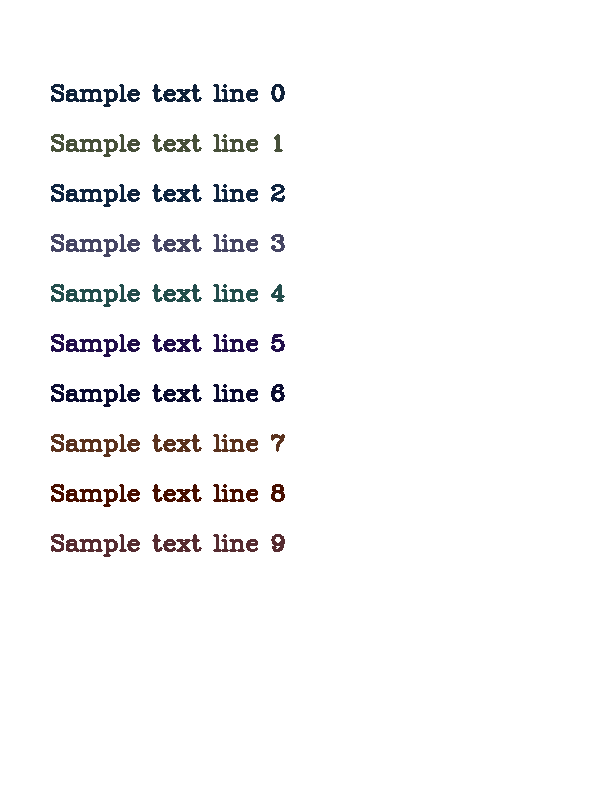 Sample text line 0
Sample text line 1
Sample text line 2
Sample text line 3
Sample text line 4
Sample text line 5
Sample text line 6
Sample text line 7
Sample text line 8
Sample text line 9